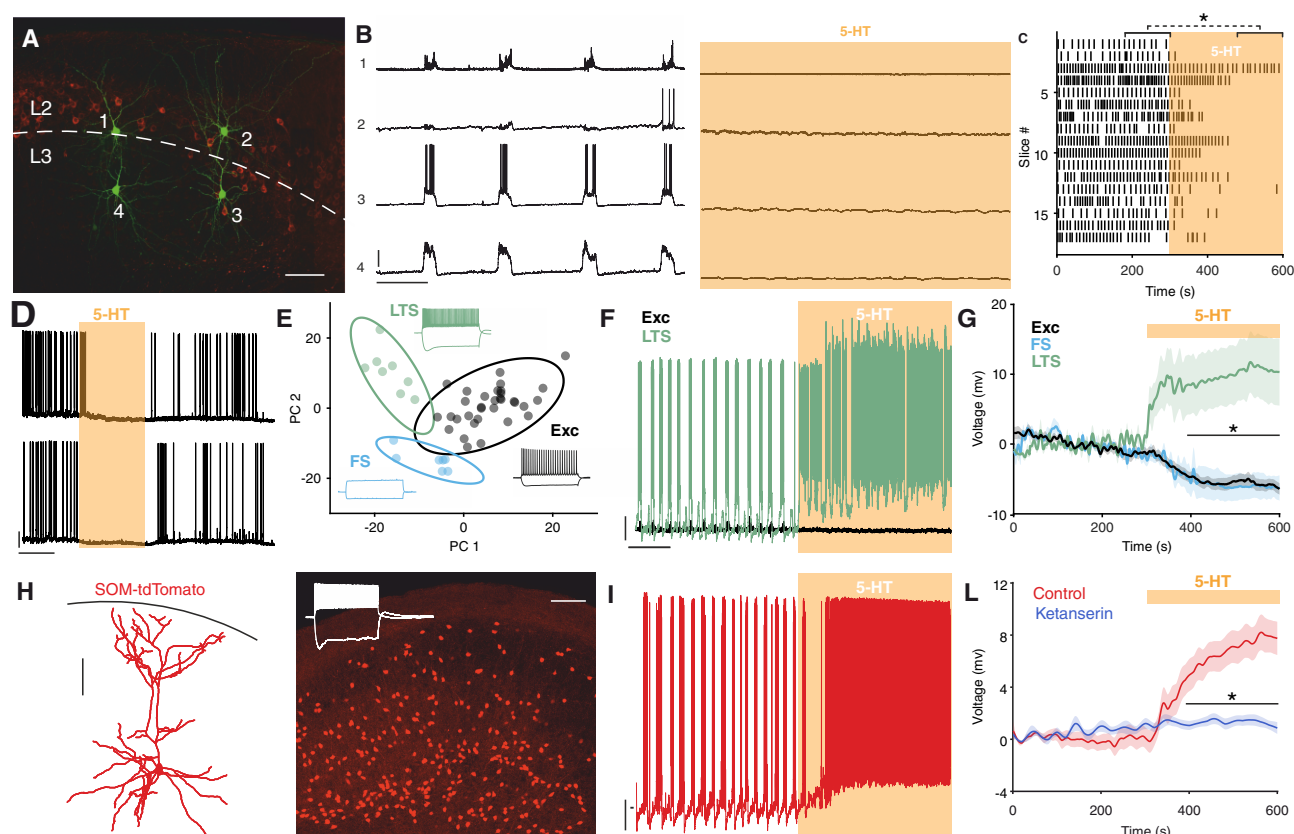 A
L2
L3
1
2
3
4
B
5-HT
1
2
3
4
C
*
5-HT
Slice #
5
10
15
0 200 400 600
Time (s)
D
5-HT
E
LTS
Exc
FS
PC 2
20
0
-20
-20 0 20
PC 1
F
Exc
LTS
5-HT
G
Exc
FS
LTS
5-HT
*
Voltage (mv)
20
10
0
-10
0 200 400 600
Time (s)
H
SOM-tdTomato
I
5-HT
L
Control
Ketanserin
5-HT
*
Voltage (mv)
12
8
4
0
-4
0 200 400 600
Time (s)